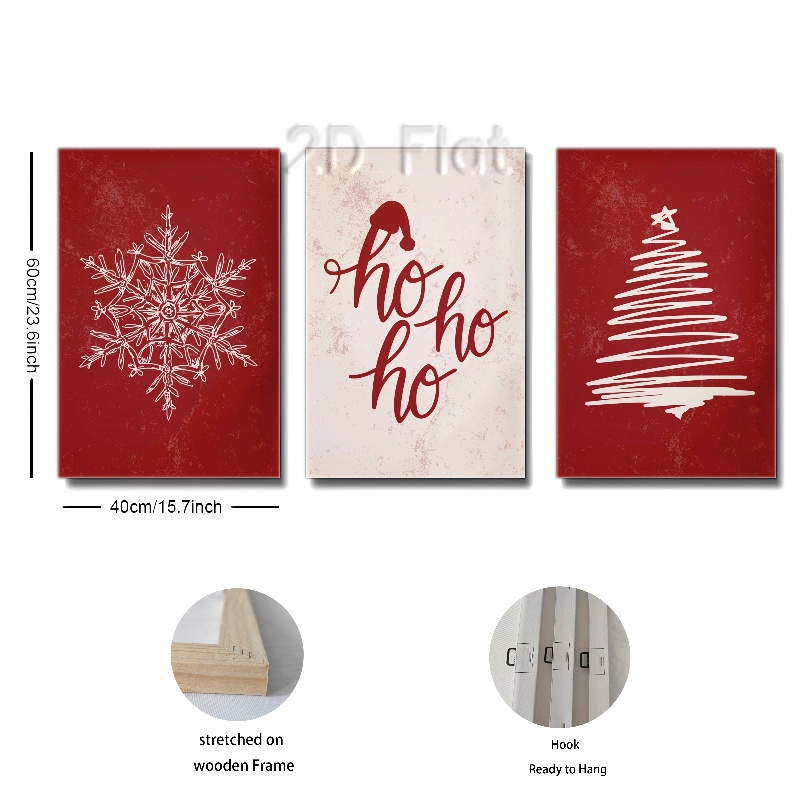 2D Flat
60cm/23.6inch
ho
ho
ho
40cm/15.7inch
stretched on
wooden Frame
Hook
Ready to Hang